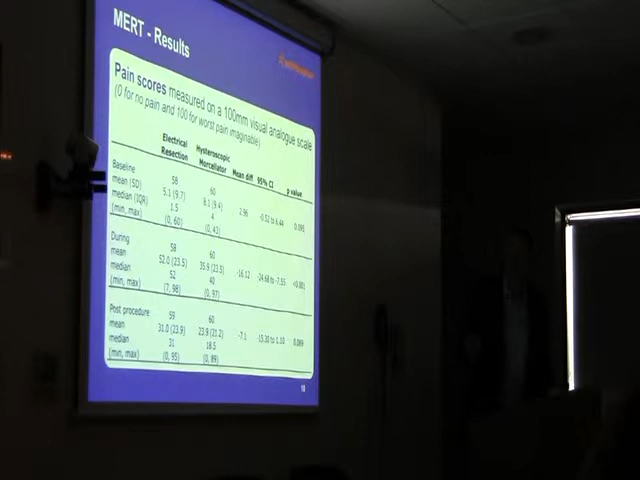 MERT - Results
Pain scores measured on a 100mm visual analogue scale
(0 for no pain and 100 for worst pain imaginable)
Electrical Resection Hysteroscopic Morcellator Mean diff 95% CI p value
Baseline 58 60
mean (SD) 5.1 (9.7) 8.1 (9.4) 2.96 -0.52 to 6.44 0.095
median (IQR) 1.5 4
(min, max) (0, 60) (0, 43)
During 58 60
mean 52.0 (23.5) 35.9 (23.5) -16.12 -24.68 to -7.55 <0.001
median 52 40
(min, max) (7, 98) (0, 97)
Post procedure 59 60
mean 31.0 (23.9) 23.9 (21.2) -7.1 -15.30 to 1.10 0.089
median 31 18.5
(min, max) (0, 95) (0, 89)